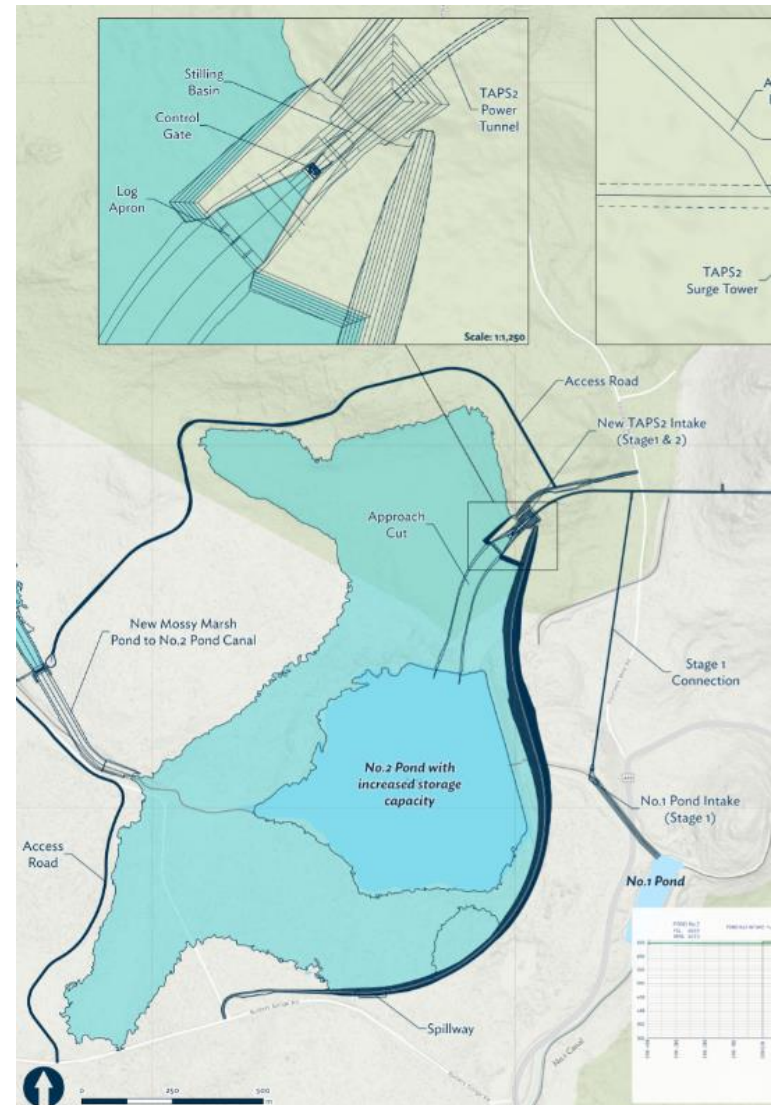 Stilling
Basin
Control
Gate
Log
Apron
TAPS2
Power
Tunnel
Scale: 1:1,250
TAPS2
Surge Tower
Access Road
New TAPS2 Intake
(Stage1 & 2)
Approach
Cut
New Mossy Marsh
Pond to No.2 Pond Canal
Stage 1
Connection
No.2 Pond with
increased storage
capacity
No.1 Pond Intake
(Stage 1)
Access
Road
No.1 Pond
Spillway
No.1 Canal
0 250 500
m